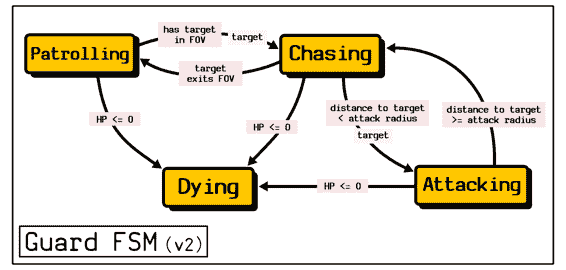 has target
in FOV
target
Patrolling
Chasing
target
exits FOV
HP <= 0
HP <= 0
distance to target
< attack radius
target
distance to target
>= attack radius
Dying
HP <= 0
Attacking
Guard FSM (v2)